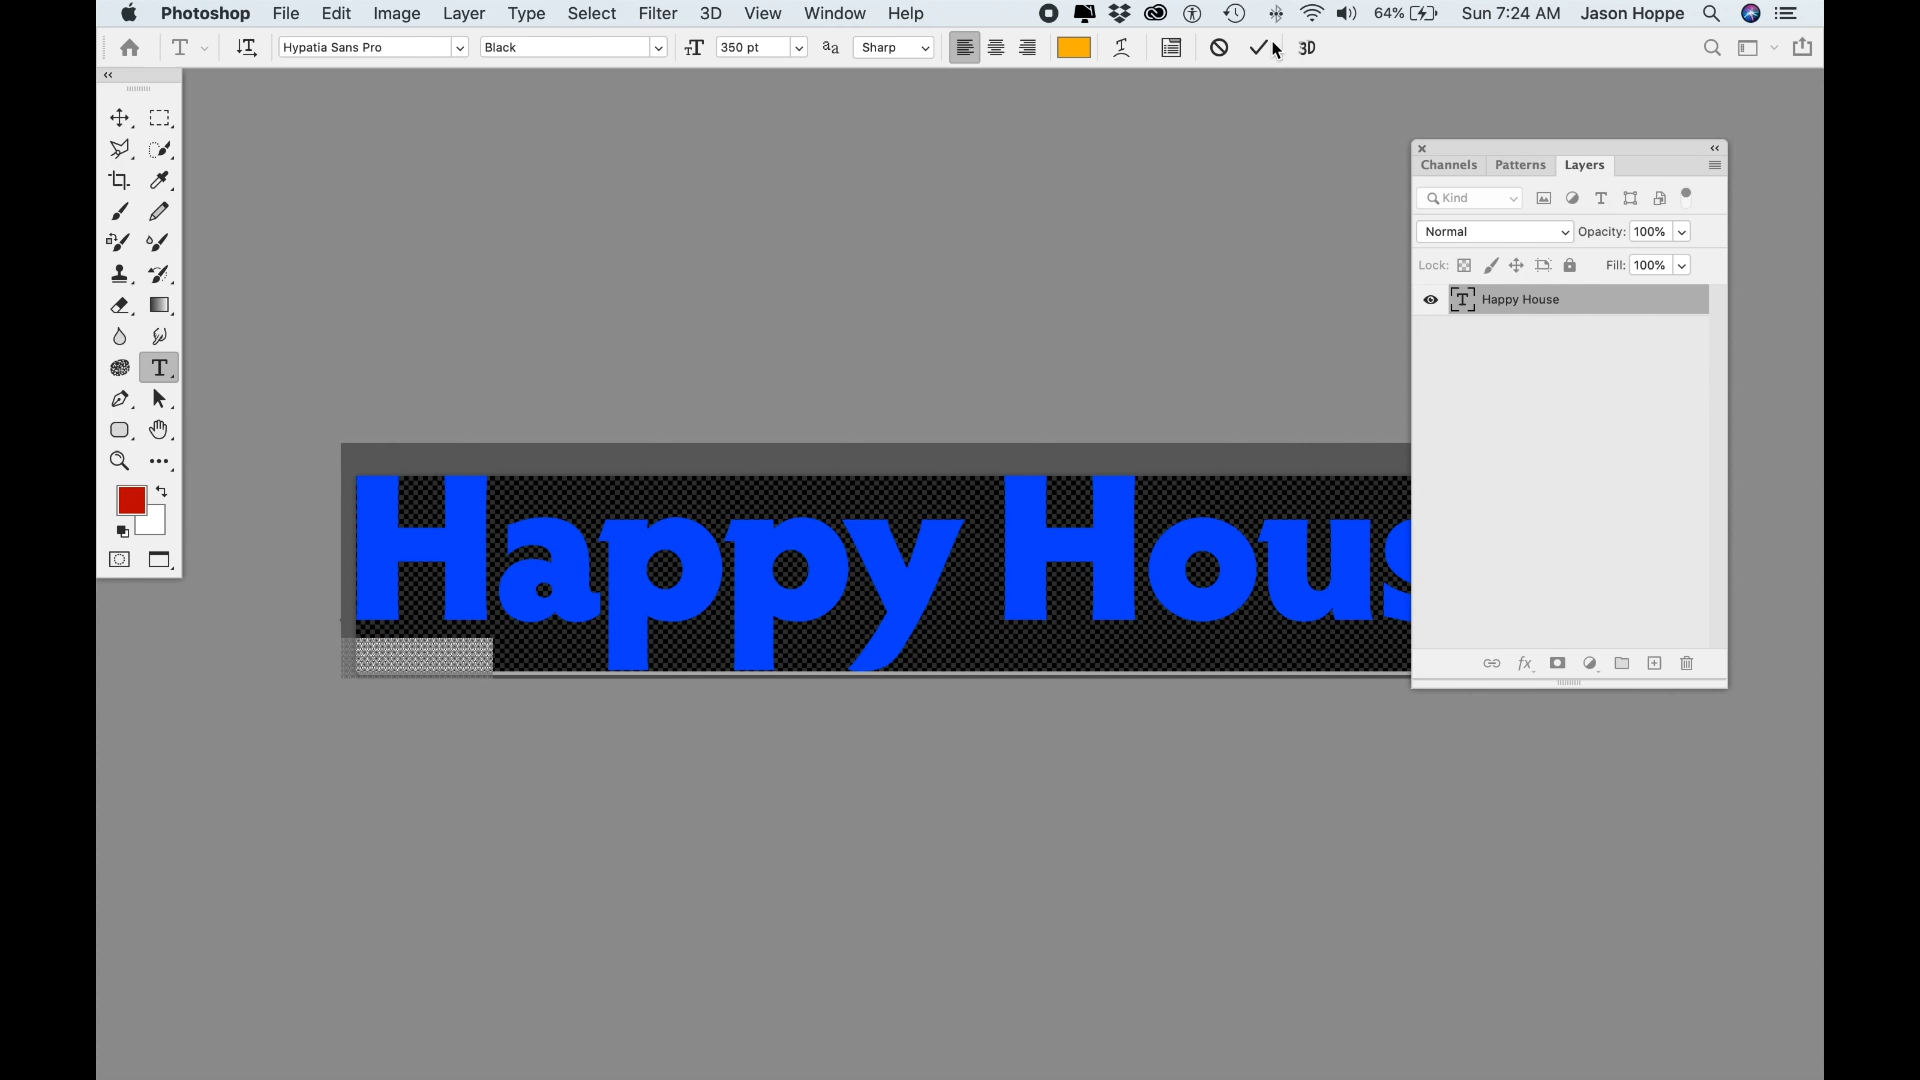 Photoshop File Edit Image Layer Type Select Filter 3D View Window Help 64% Sun 7:24 AM Jason Hoppe
Hypatia Sans Pro Black 350 pt Sharp 3D
Channels Patterns Layers
Kind
Normal Opacity: 100%
Lock: Fill: 100%
Happy House
Happy Hous